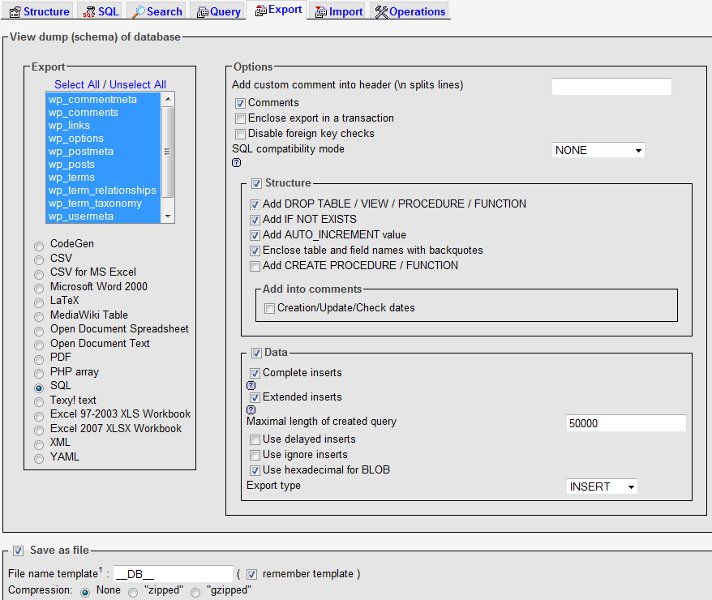 Structure SQL Search Query Export Import Operations
View dump (schema) of database
Export
Select All / Unselect All
wp_commentmeta
wp_comments
wp_links
wp_options
wp_postmeta
wp_posts
wp_terms
wp_term_relationships
wp_term_taxonomy
wp_usermeta
CodeGen
CSV
CSV for MS Excel
Microsoft Word 2000
LaTeX
MediaWiki Table
Open Document Spreadsheet
Open Document Text
PDF
PHP array
SQL
Texy! text
Excel 97-2003 XLS Workbook
Excel 2007 XLSX Workbook
XML
YAML
Options
Add custom comment into header (\n splits lines)
Comments
Enclose export in a transaction
Disable foreign key checks
SQL compatibility mode NONE
?
Structure
Add DROP TABLE / VIEW / PROCEDURE / FUNCTION
Add IF NOT EXISTS
Add AUTO_INCREMENT value
Enclose table and field names with backquotes
Add CREATE PROCEDURE / FUNCTION
Add into comments
Creation/Update/Check dates
Data
Complete inserts
?
Extended inserts
?
Maximal length of created query 50000
Use delayed inserts
Use ignore inserts
Use hexadecimal for BLOB
Export type INSERT
Save as file
File name template1 : __DB__ ( remember template )
Compression: None "zipped" "gzipped"